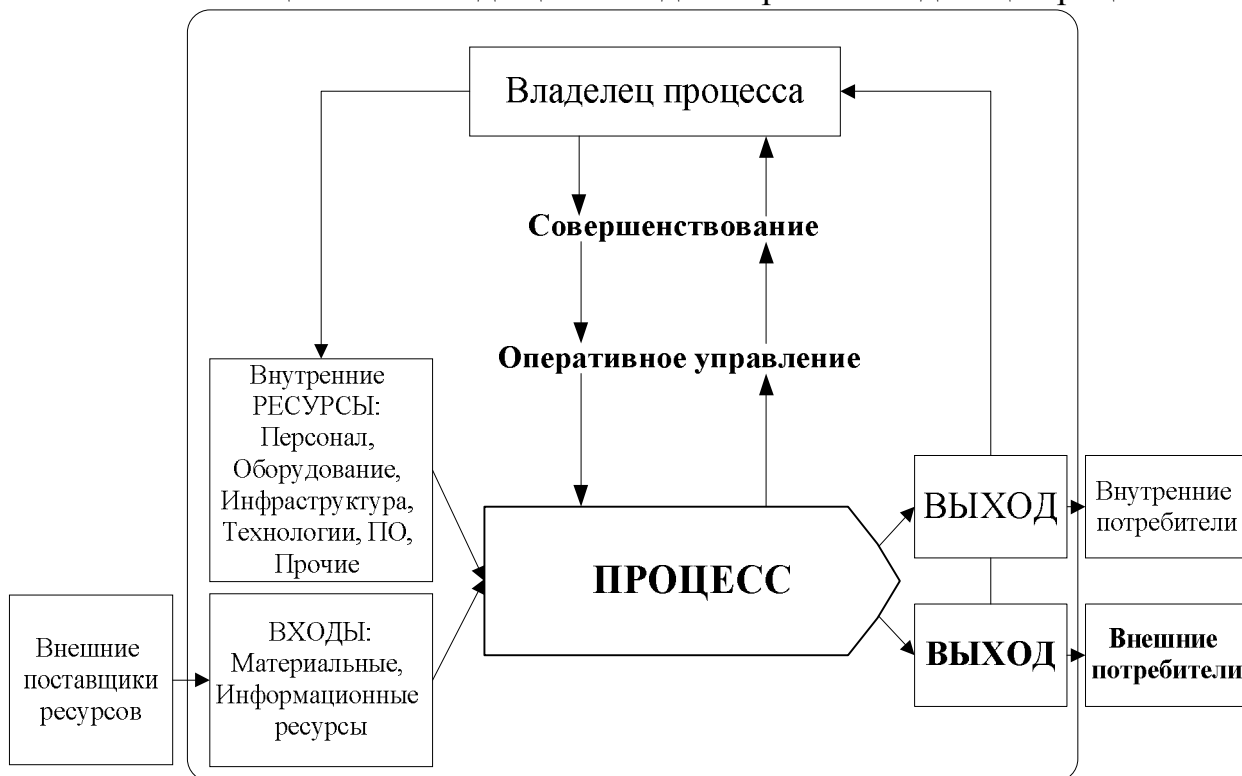 Владелец процесса
Совершенствование
Оперативное управление
Внутренние
РЕСУРСЫ:
Персонал,
Оборудование,
Инфраструктура,
Технологии, ПО,
Прочие
ПРОЦЕСС
ВЫХОД
Внутренние
потребители
Внешние
поставщики
ресурсов
ВХОДЫ:
Материальные,
Информационные
ресурсы
ВЫХОД
Внешние
потребители